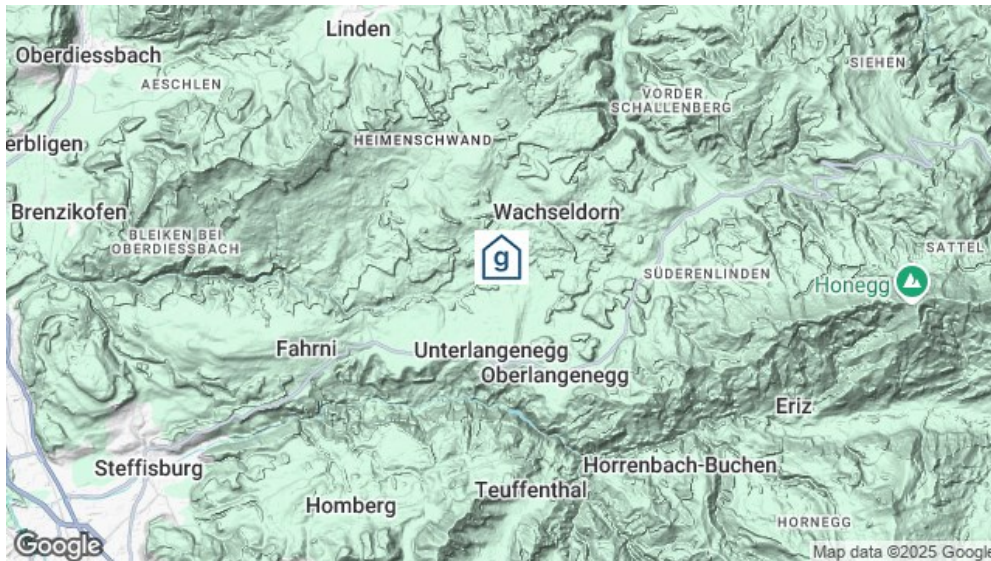 Linden
Oberdiessbach
SIEHEN
AESCHLEN
VORDER
SCHALLENBERG
HEIMENSCHWAND
erbligen
Brenzikofen
Wachseldorn
BLEIKEN BEI
OBERDIESSBACH
SATTEL
g
SÜDERENLINDEN
Honegg
Fahrni
Unterlangenegg
Oberlangenegg
Eriz
Steffisburg
Horrenbach-Buchen
Teuffenthal
Homberg
HORNEGG
Google
Map data ©2025 Google